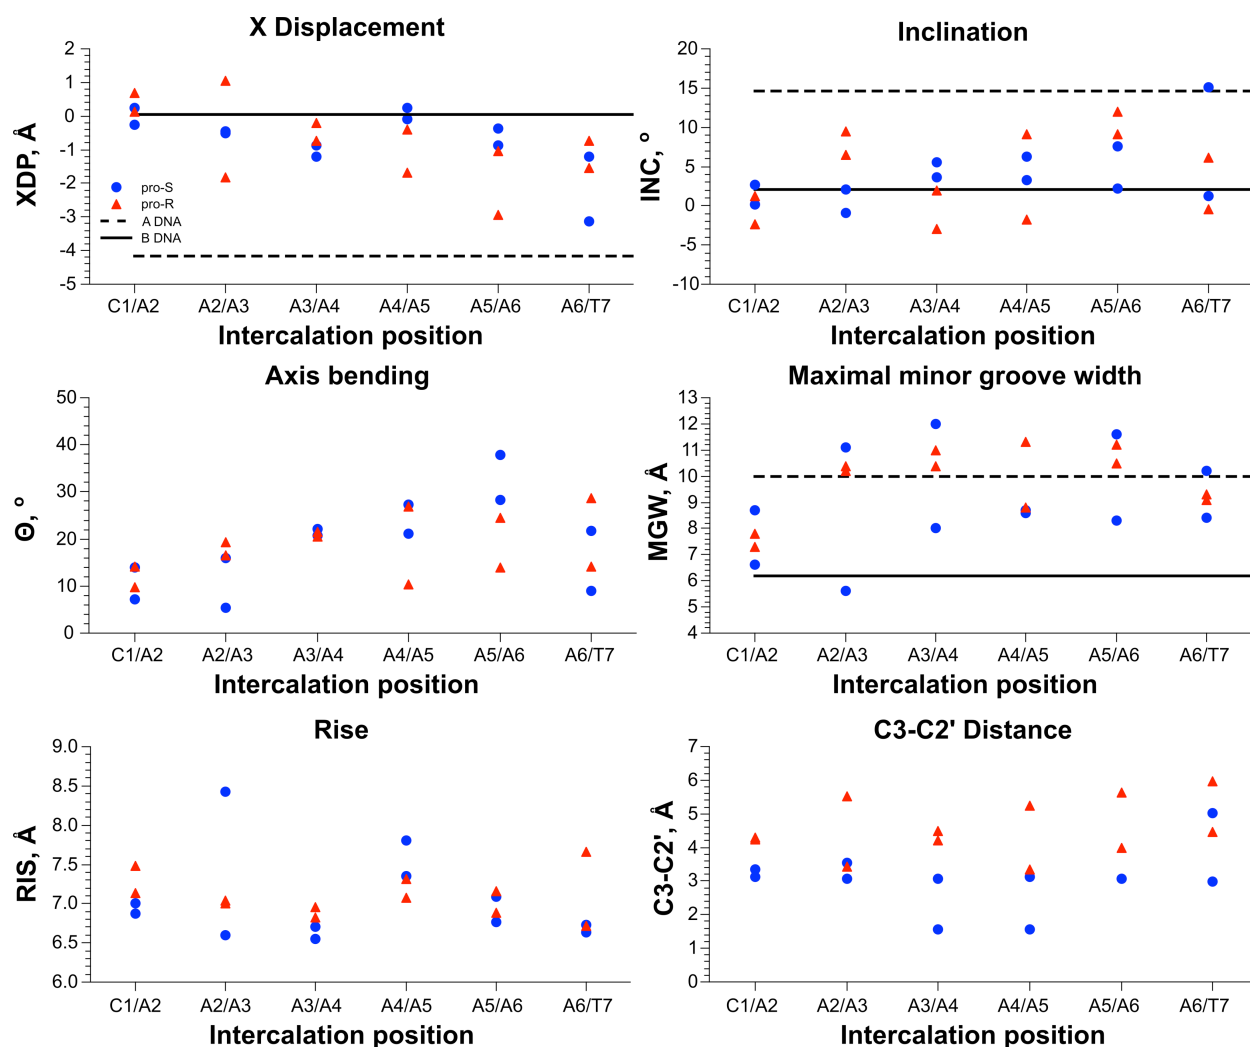 X Displacement
XDP, Å
2
1
0
-1
-2
-3
-4
-5
pro-S
pro-R
A DNA
B DNA
C1/A2 A2/A3 A3/A4 A4/A5 A5/A6 A6/T7
Intercalation position
Inclination
INC, º
20
15
10
5
0
-5
-10
C1/A2 A2/A3 A3/A4 A4/A5 A5/A6 A6/T7
Intercalation position
Axis bending
Θ, º
50
40
30
20
10
0
C1/A2 A2/A3 A3/A4 A4/A5 A5/A6 A6/T7
Intercalation position
Maximal minor groove width
MGW, Å
13
12
11
10
9
8
7
6
5
4
C1/A2 A2/A3 A3/A4 A4/A5 A5/A6 A6/T7
Intercalation position
Rise
RIS, Å
9.0
8.5
8.0
7.5
7.0
6.5
6.0
C1/A2 A2/A3 A3/A4 A4/A5 A5/A6 A6/T7
Intercalation position
C3-C2' Distance
C3-C2', Å
7
6
5
4
3
2
1
0
C1/A2 A2/A3 A3/A4 A4/A5 A5/A6 A6/T7
Intercalation position